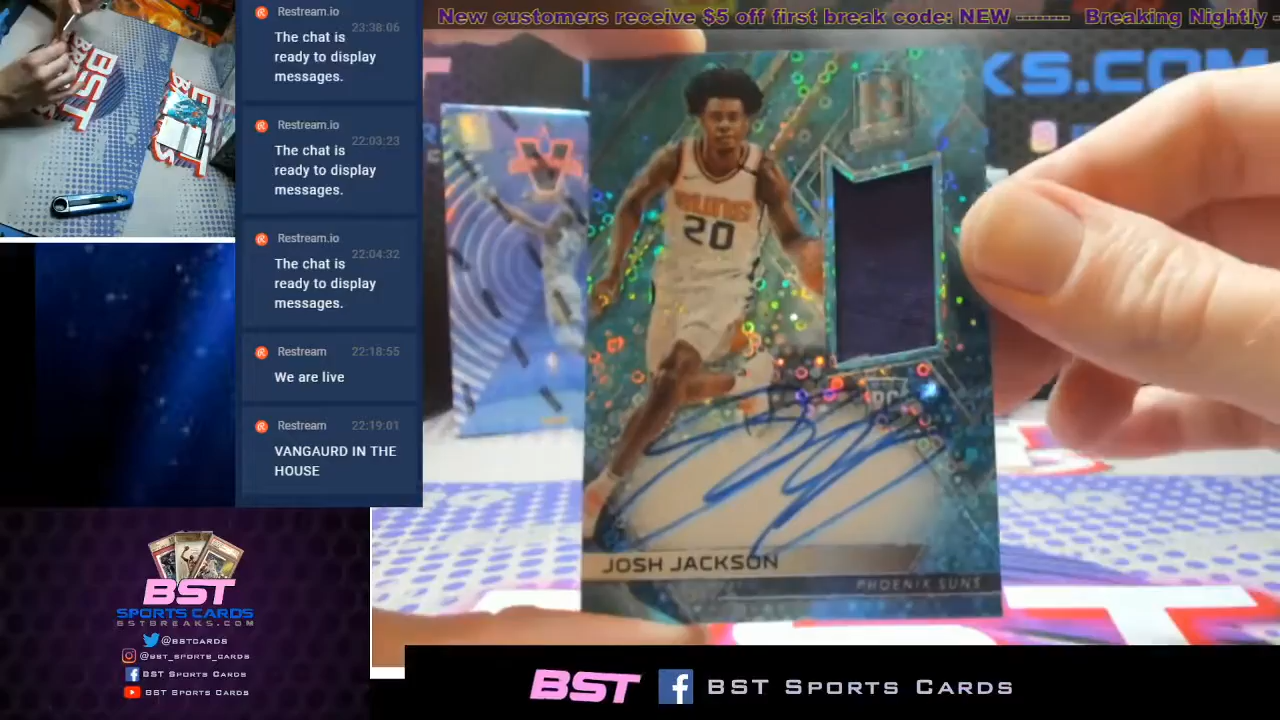 New customers receive $5 off first break code: NEW ------- Breaking Nightly -
Restream.io
23:38:06
The chat is
ready to display
messages.
Restream.io
22:03:23
The chat is
ready to display
messages.
Restream.io
22:04:32
The chat is
ready to display
messages.
Restream
22:18:55
We are live
Restream
22:19:01
VANGAURD IN THE
HOUSE
BST
SPORTS CARDS
BSTBREAKS.COM
@BSTCARDS
@BST_SPORTS_CARDS
BST SPORTS CARDS
BST SPORTS CARDS
KS.COM
20
RC
JOSH JACKSON
PHOENIX SUNS
BST
BST
BST SPORTS CARDS